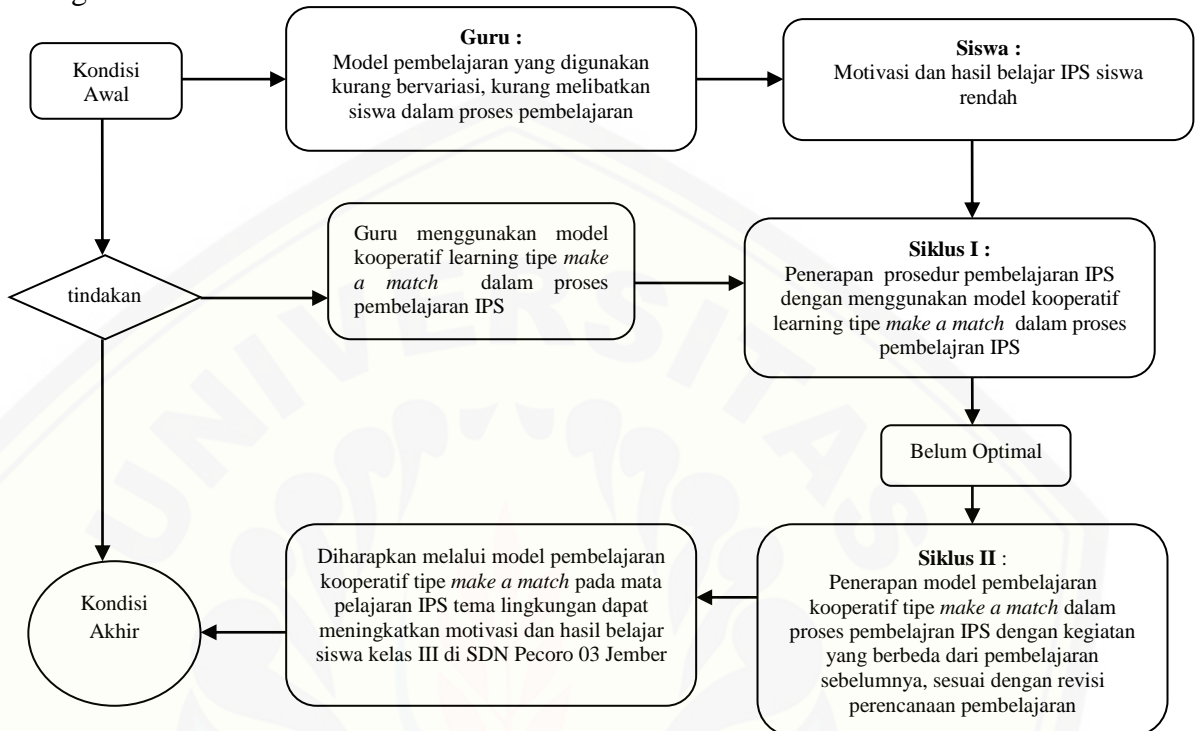 Kondisi
Awal
Guru :
Model pembelajaran yang digunakan
kurang bervariasi, kurang melibatkan
siswa dalam proses pembelajaran
Siswa :
Motivasi dan hasil belajar IPS siswa
rendah
tindakan
Guru menggunakan model
kooperatif learning tipe make
a match dalam proses
pembelajaran IPS
Siklus I :
Penerapan prosedur pembelajaran IPS
dengan menggunakan model kooperatif
learning tipe make a match dalam proses
pembelajran IPS
Belum Optimal
Siklus II :
Penerapan model pembelajaran
kooperatif tipe make a match dalam
proses pembelajran IPS dengan kegiatan
yang berbeda dari pembelajaran
sebelumnya, sesuai dengan revisi
perencanaan pembelajaran
Diharapkan melalui model pembelajaran
kooperatif tipe make a match pada mata
pelajaran IPS tema lingkungan dapat
meningkatkan motivasi dan hasil belajar
siswa kelas III di SDN Pecoro 03 Jember
Kondisi
Akhir
UNIVERSITAS